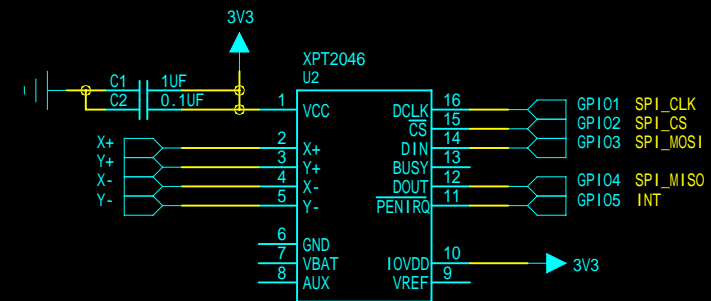 3V3
XPT2046
U2
C1 1UF
C2 0.1UF
1 VCC
DCLK 16 GPIO1 SPI_CLK
CS 15 GPIO2 SPI_CS
X+ 2 X+
DIN 14 GPIO3 SPI_MOSI
Y+ 3 Y+
BUSY 13
X- 4 X-
DOUT 12 GPIO4 SPI_MISO
Y- 5 Y-
PENIRQ 11 GPIO5 INT
6 GND
7 VBAT
IOVDD 10 3V3
8 AUX
VREF 9